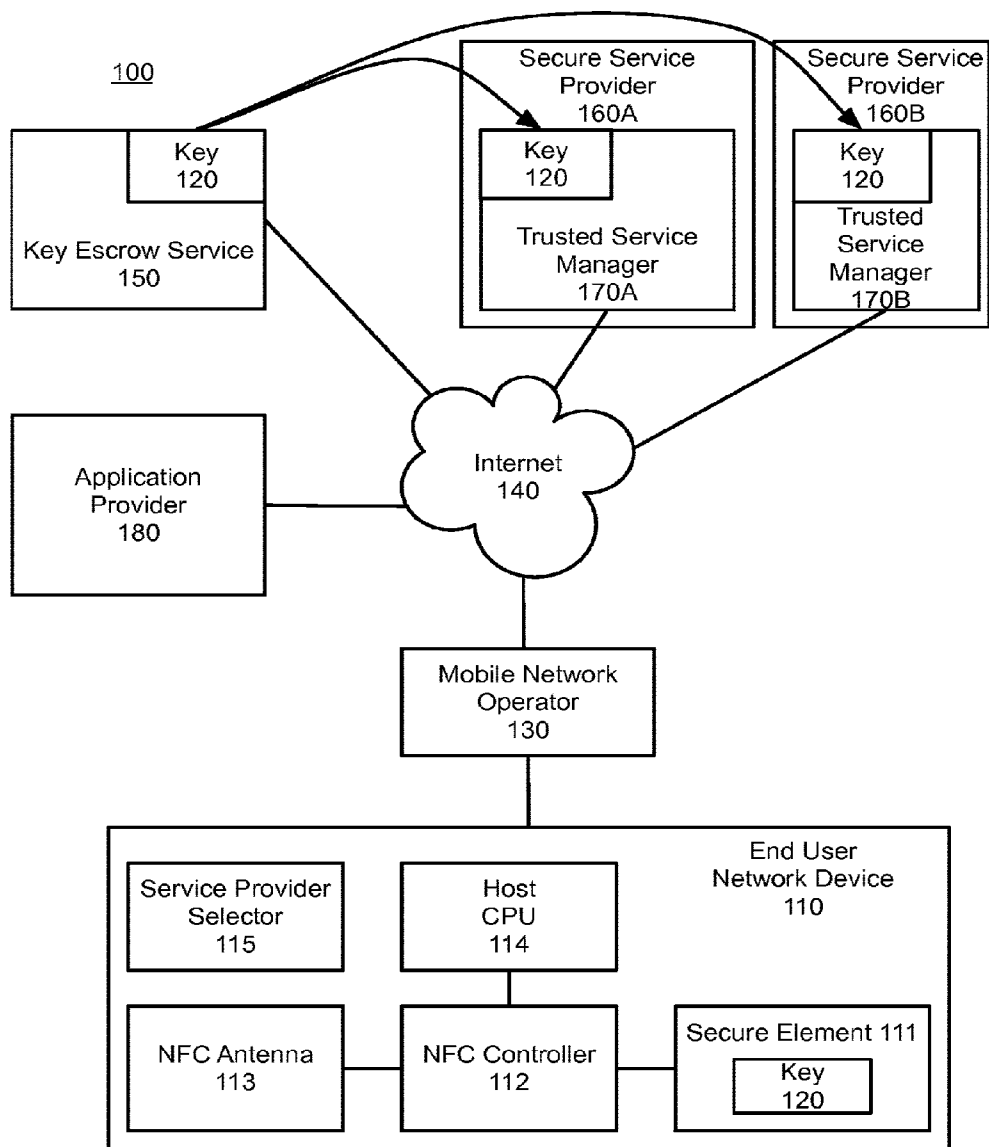 100
Key
120
Key Escrow Service
150
Secure Service
Provider
160A
Key
120
Trusted Service
Manager
170A
Secure Service
Provider
160B
Key
120
Trusted
Service
Manager
170B
Application
Provider
180
Internet
140
Mobile Network
Operator
130
End User
Network Device
110
Service Provider
Selector
115
Host
CPU
114
NFC Antenna
113
NFC Controller
112
Secure Element 111
Key
120